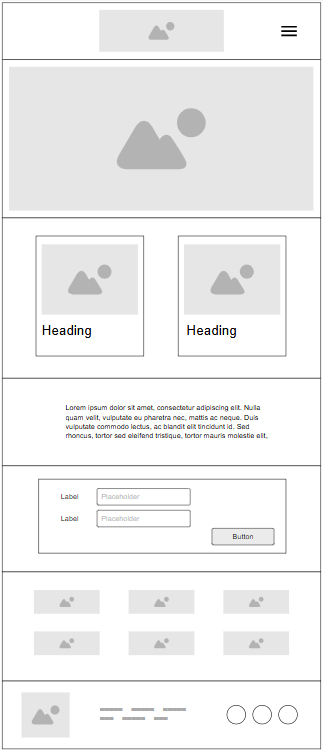 Heading
Heading
Lorem ipsum dolor sit amet, consectetur adipiscing elit. Nulla
quam velit, vulputate eu pharetra nec, mattis ac neque. Duis
vulputate commodo lectus, ac blandit elit tincidunt id. Sed
rhoncus, tortor sed eleifend tristique, tortor mauris molestie elit,
Label Placeholder
Label Placeholder
Button